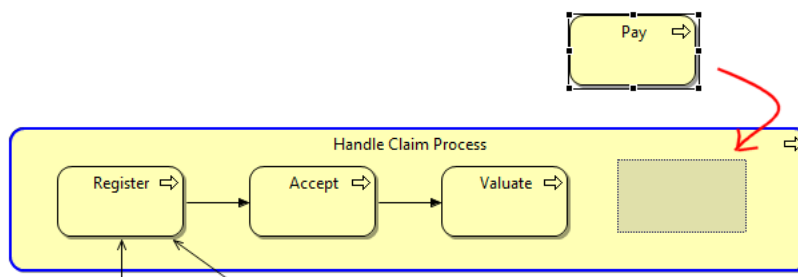 Pay
Handle Claim Process
Register
Accept
Valuate